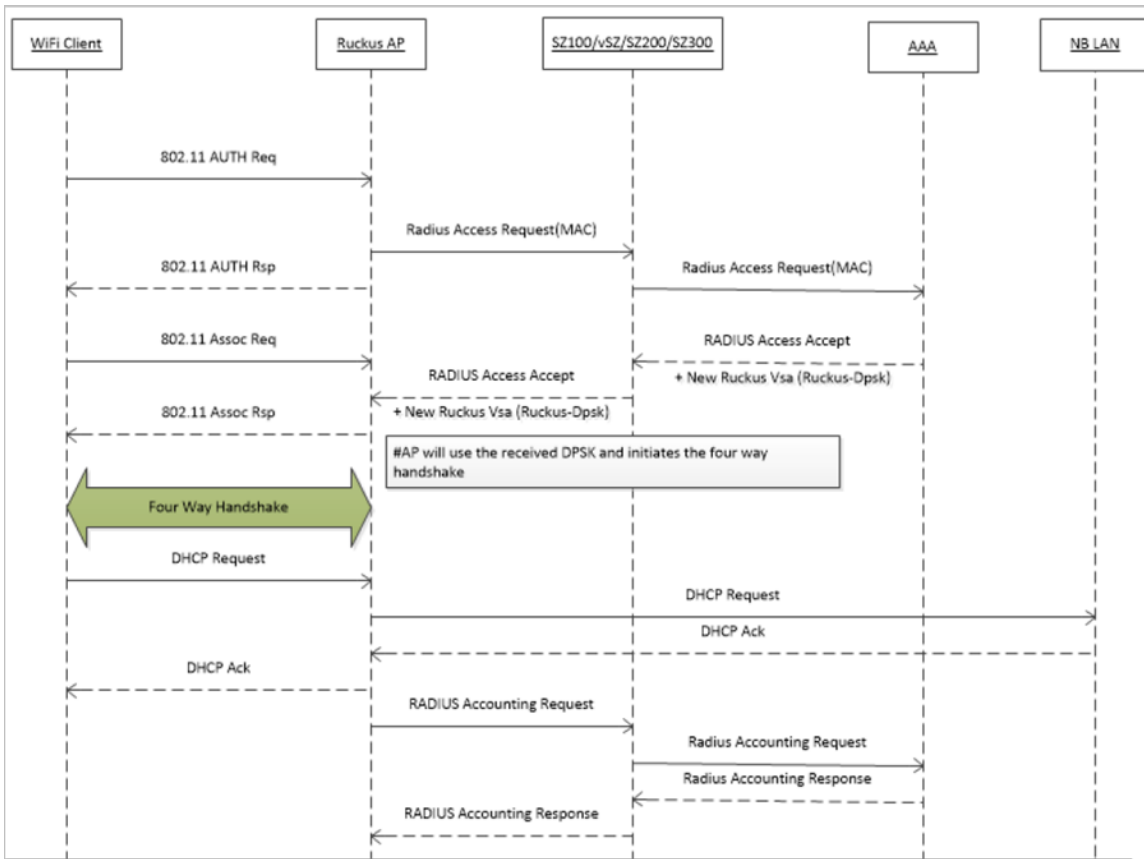 WiFi Client
Ruckus AP
SZ100/vSZ/SZ200/SZ300
AAA
NB LAN
802.11 AUTH Req
Radius Access Request(MAC)
802.11 AUTH Rsp
Radius Access Request(MAC)
802.11 Assoc Req
RADIUS Access Accept
RADIUS Access Accept
+ New Ruckus Vsa (Ruckus-Dpsk)
802.11 Assoc Rsp
+ New Ruckus Vsa (Ruckus-Dpsk)
#AP will use the received DPSK and initiates the four way
handshake
Four Way Handshake
DHCP Request
DHCP Request
DHCP Ack
DHCP Ack
RADIUS Accounting Request
Radius Accounting Request
Radius Accounting Response
RADIUS Accounting Response